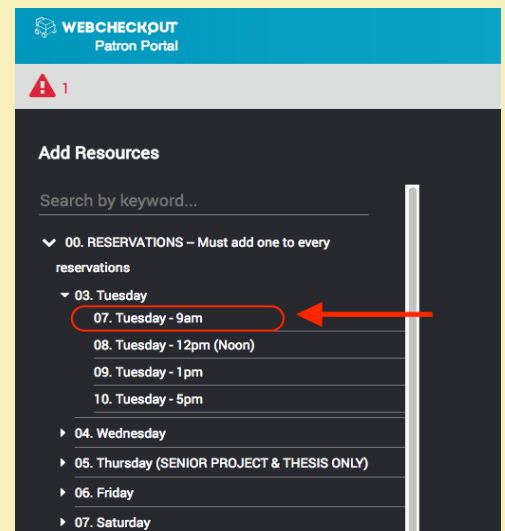 WEBCHECKOUT
Patron Portal
1
Add Resources
Search by keyword...
00. RESERVATIONS – Must add one to every
reservations
03. Tuesday
07. Tuesday - 9am
08. Tuesday - 12pm (Noon)
09. Tuesday - 1pm
10. Tuesday - 5pm
04. Wednesday
05. Thursday (SENIOR PROJECT & THESIS ONLY)
06. Friday
07. Saturday